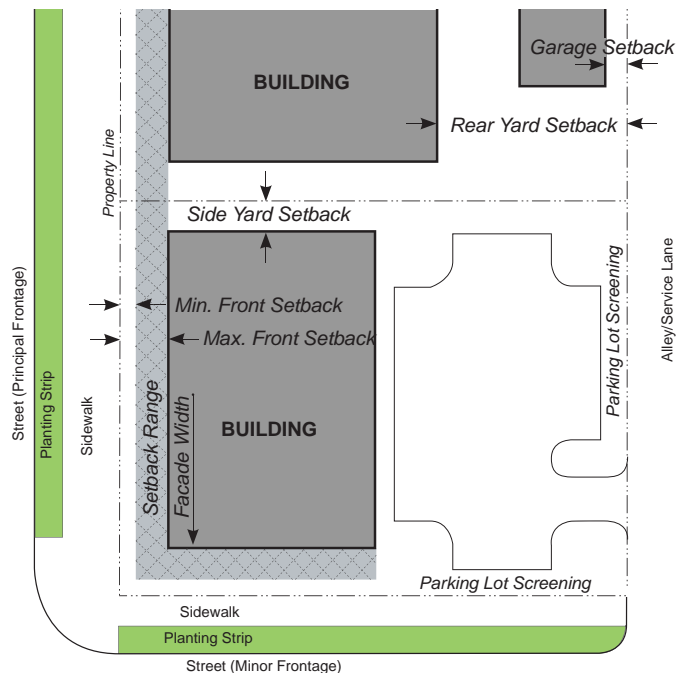 Garage Setback
BUILDING
Rear Yard Setback
Property Line
Side Yard Setback
Min. Front Setback
Max. Front Setback
Street (Principal Frontage)
Planting Strip
Sidewalk
Setback Range
Facade Width
BUILDING
Parking Lot Screening
Alley/Service Lane
Parking Lot Screening
Sidewalk
Planting Strip
Street (Minor Frontage)